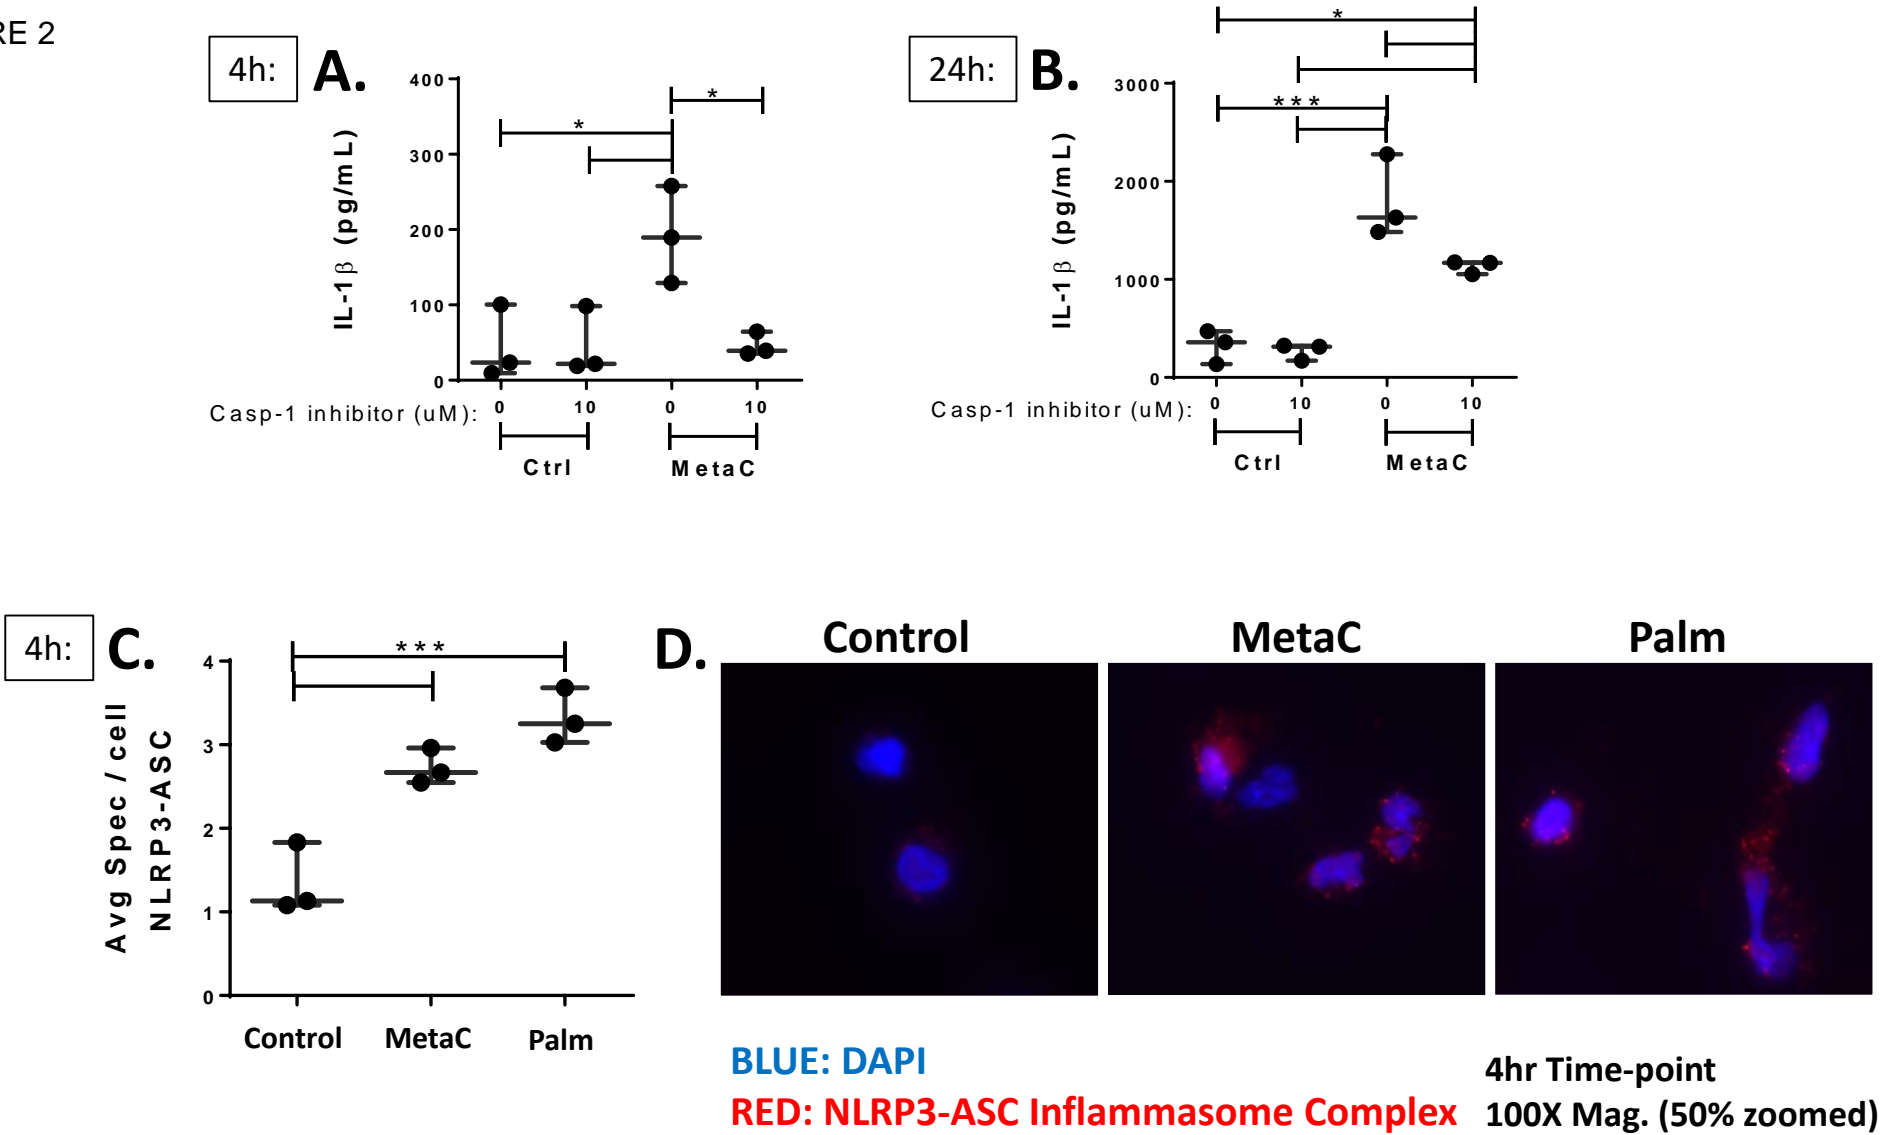 RE 2
4h:
A.
*
*
400
300
200
100
0
IL-1 β (pg/mL)
Casp-1 inhibitor (uM):
0 10 0 10
Ctrl MetaC
24h:
B.
*
***
3000
2000
1000
0
IL-1 β (pg/mL)
Casp-1 inhibitor (uM):
0 10 0 10
Ctrl MetaC
4h:
C.
***
4
3
2
1
0
Avg Spec / cell
NLRP3-ASC
Control MetaC Palm
D.
Control MetaC Palm
BLUE: DAPI
RED: NLRP3-ASC Inflammasome Complex
4hr Time-point
100X Mag. (50% zoomed)